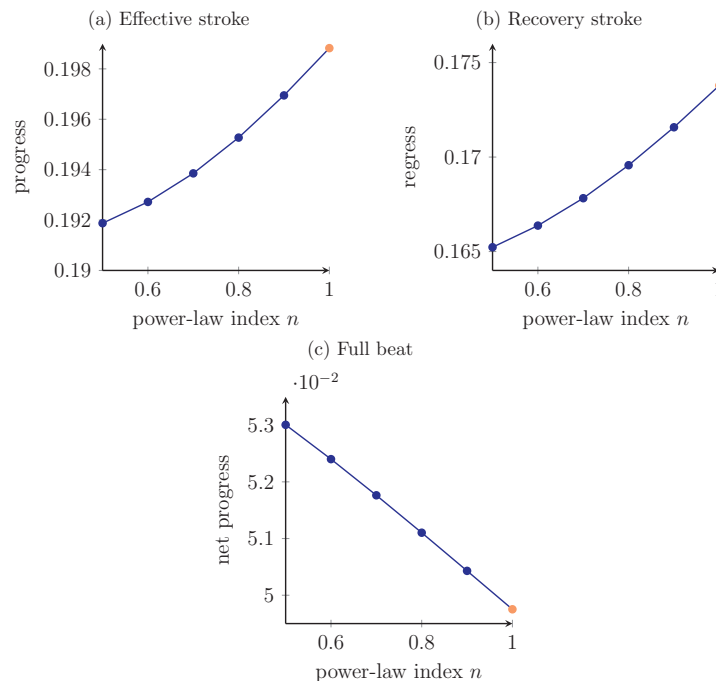 (a) Effective stroke
0.198
0.196
0.194
0.192
0.19
progress
0.6
0.8
1
power-law index n
(b) Recovery stroke
0.175
0.17
0.165
regress
0.6
0.8
power-law index n
(c) Full beat
·10⁻²
5.3
5.2
5.1
5
net progress
0.6
0.8
1
power-law index n